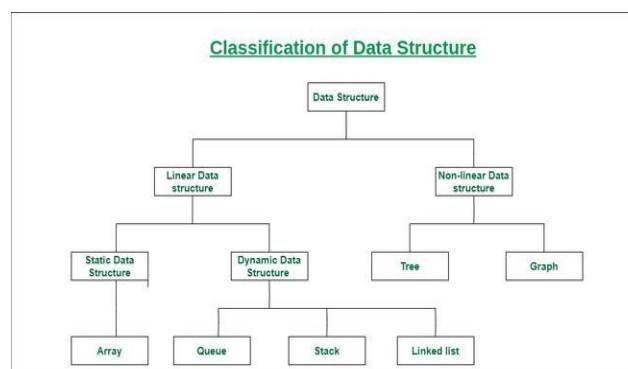 Classification of Data Structure
Data Structure
Linear Data
structure
Non-linear Data
structure
Static Data
Structure
Dynamic Data
Structure
Tree
Graph
Array
Queue
Stack
Linked list